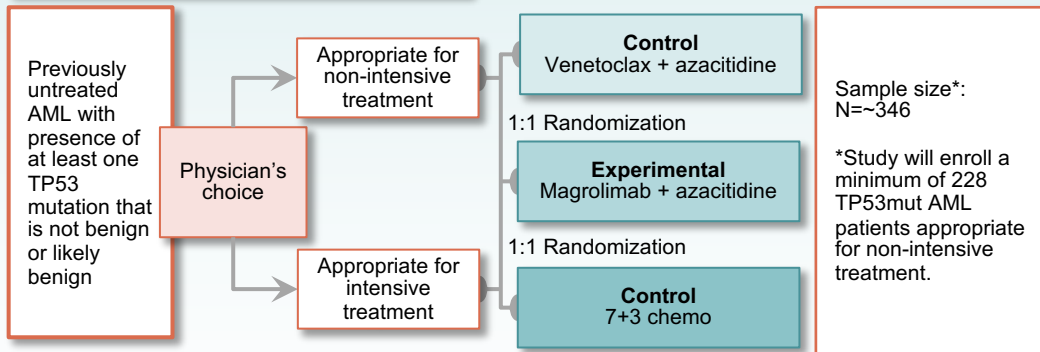 Previously
untreated
AML with
presence of
at least one
TP53
mutation that
is not benign
or likely
benign
Physician's
choice
Appropriate for
non-intensive
treatment
Appropriate for
intensive
treatment
Control
Venetoclax + azacitidine
1:1 Randomization
Experimental
Magrolimab + azacitidine
1:1 Randomization
Control
7+3 chemo
Sample size*:
N=~346
*Study will enroll a
minimum of 228
TP53mut AML
patients appropriate
for non-intensive
treatment.